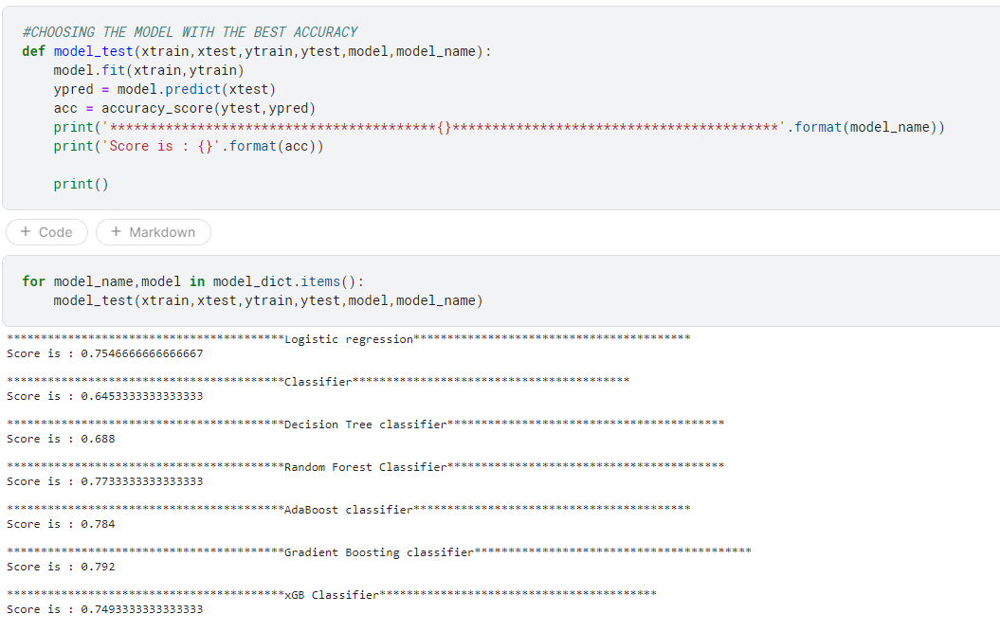 #CHOOSING THE MODEL WITH THE BEST ACCURACY
def model_test(xtrain,xtest,ytrain,ytest,model,model_name):
    model.fit(xtrain,ytrain)
    ypred = model.predict(xtest)
    acc = accuracy_score(ytest,ypred)
    print('*****************************************{}*****************************************'.format(model_name))
    print('Score is : {}'.format(acc))
    print()
+ Code + Markdown
for model_name,model in model_dict.items():
    model_test(xtrain,xtest,ytrain,ytest,model,model_name)
*****************************************Logistic regression*****************************************
Score is : 0.7546666666666667
*****************************************Classifier*****************************************
Score is : 0.6453333333333333
*****************************************Decision Tree classifier*****************************************
Score is : 0.688
*****************************************Random Forest Classifier*****************************************
Score is : 0.7733333333333333
*****************************************AdaBoost classifier*****************************************
Score is : 0.784
*****************************************Gradient Boosting classifier*****************************************
Score is : 0.792
*****************************************xGB Classifier*****************************************
Score is : 0.7493333333333333